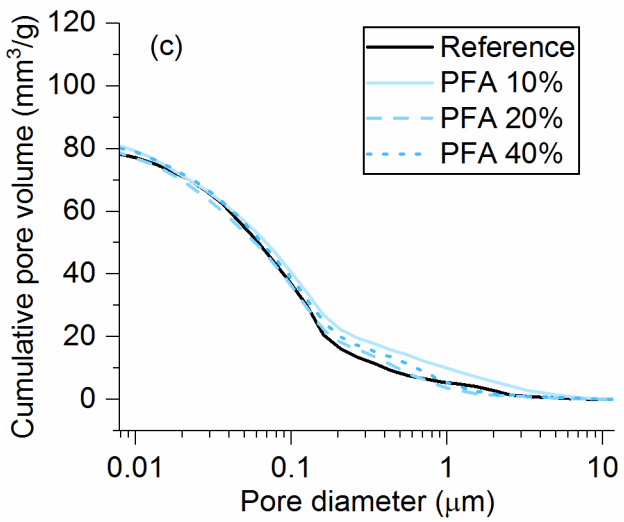 (c)
Reference
PFA 10%
PFA 20%
PFA 40%
Cumulative pore volume (mm³/g)
120
100
80
60
40
20
0
0.01 0.1 1 10
Pore diameter (μm)